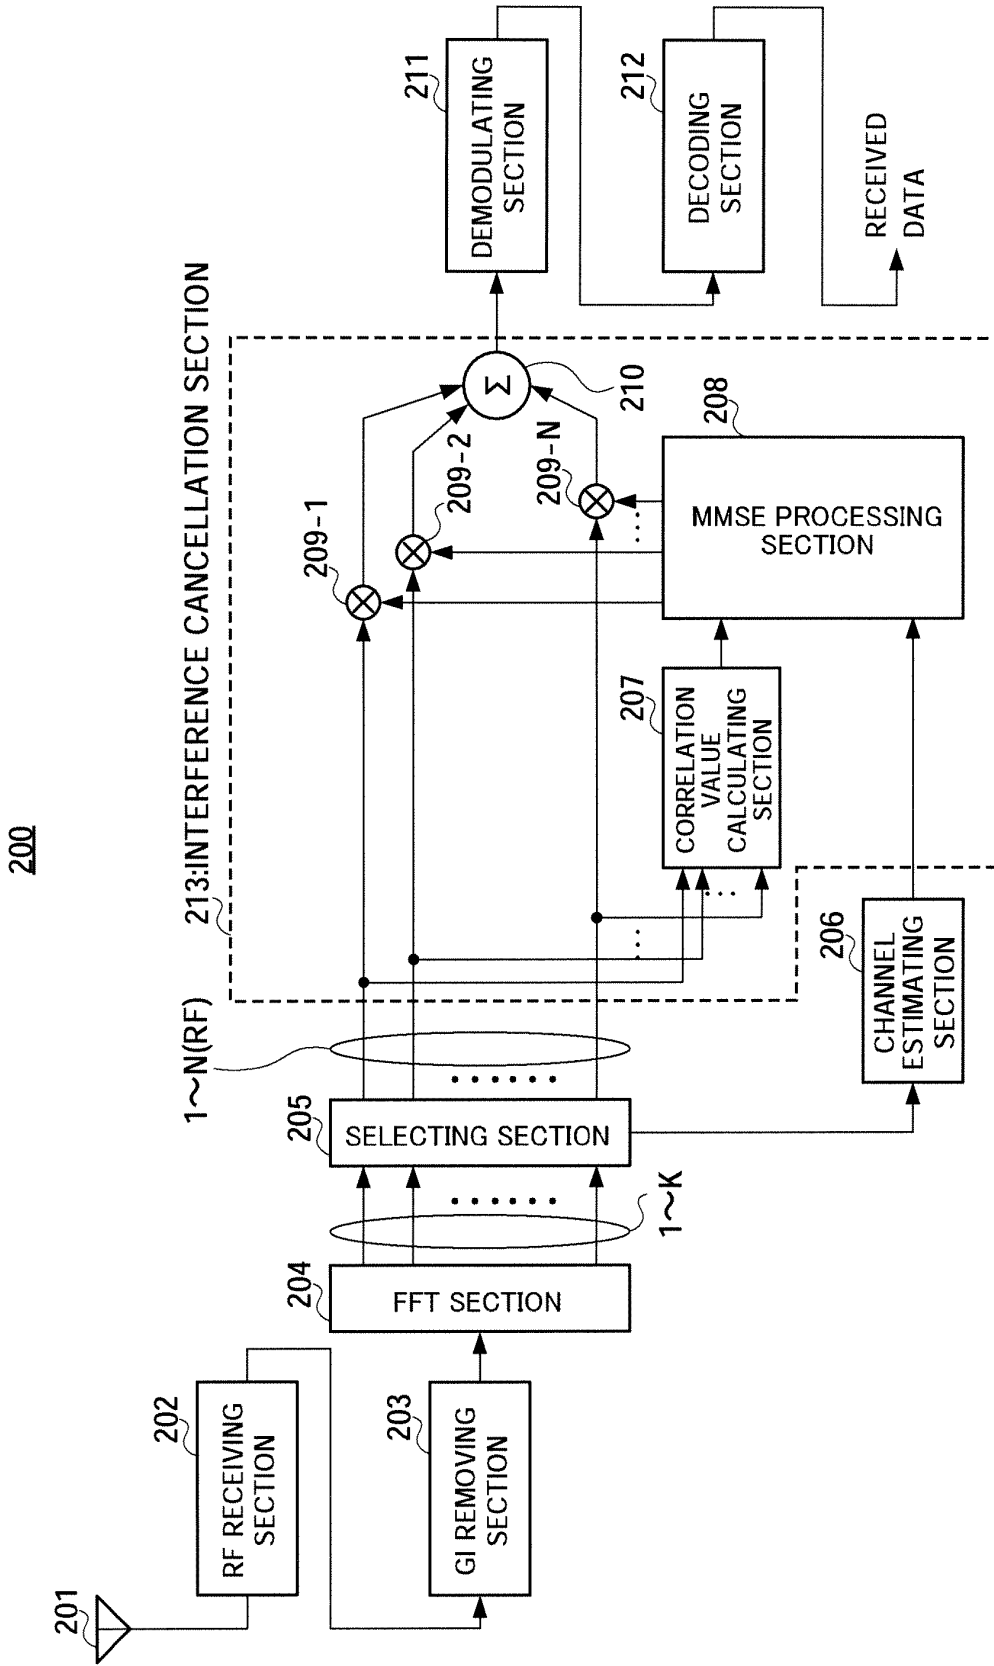 200
213:INTERFERENCE CANCELLATION SECTION
201
202
RF RECEIVING
SECTION
203
GI REMOVING
SECTION
204
FFT SECTION
1～K
205
SELECTING SECTION
1～N(RF)
206
CHANNEL
ESTIMATING
SECTION
207
CORRELATION
VALUE
CALCULATING
SECTION
208
MMSE PROCESSING
SECTION
209-1
209-2
209-N
Σ
210
211
DEMODULATING
SECTION
212
DECODING
SECTION
RECEIVED
DATA